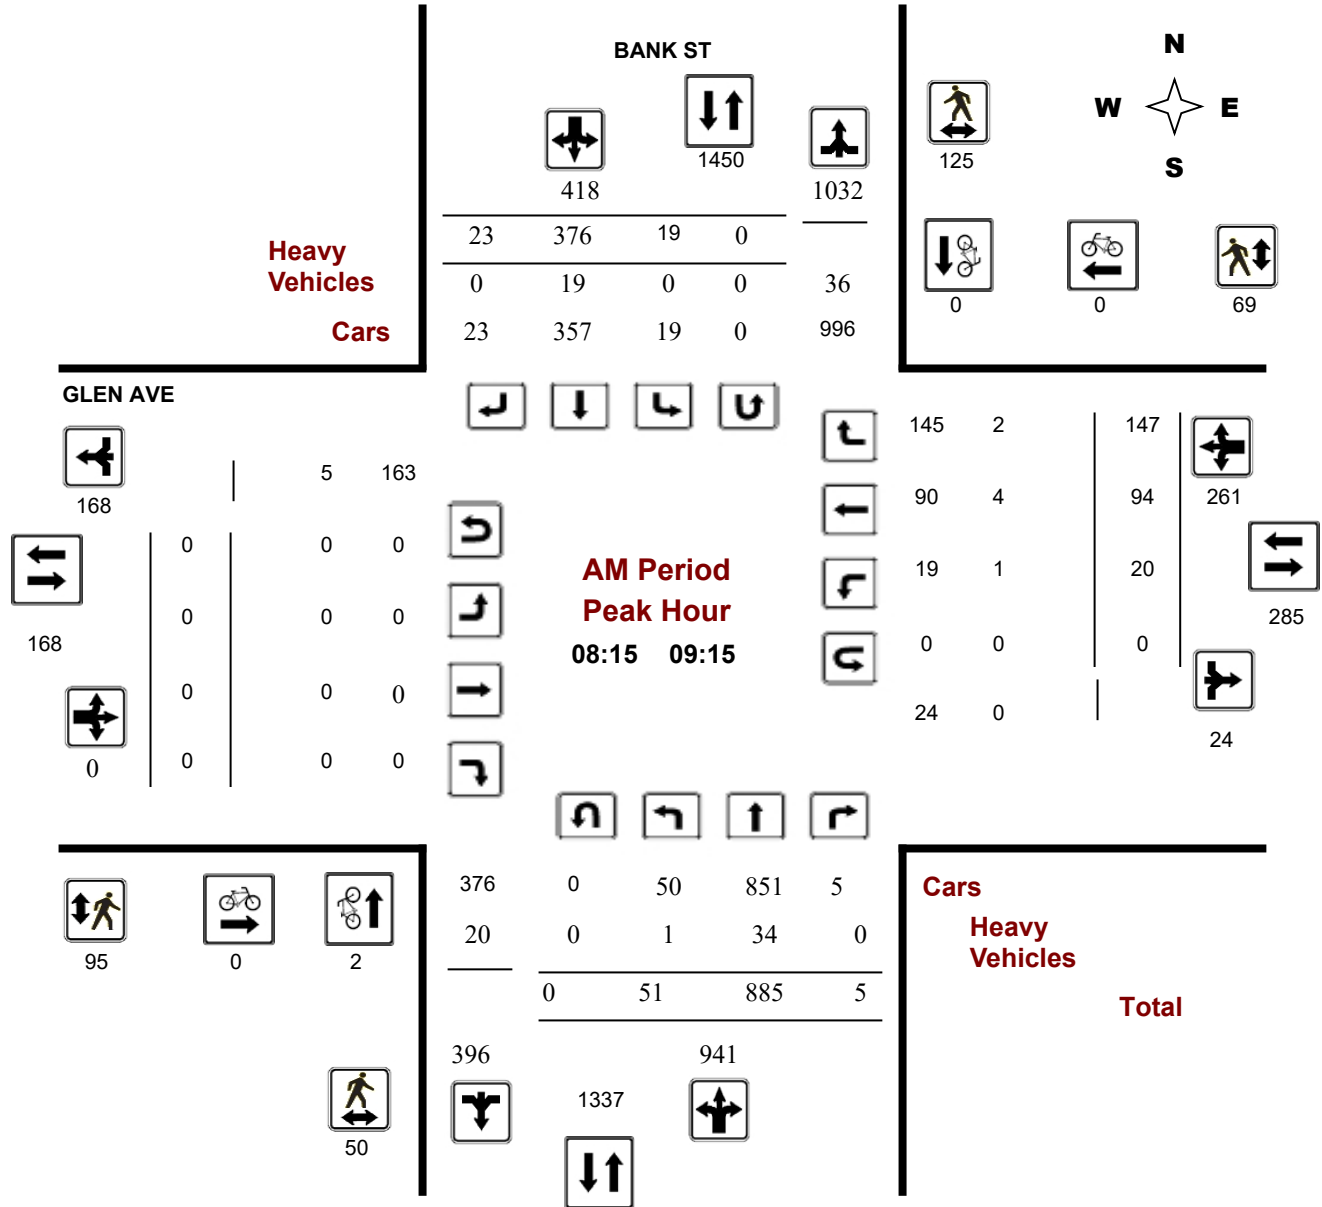 BANK ST
N
W E
S
1450
125
418
1032
23 376 19 0
Heavy
Vehicles
0 19 0 0 36
0 0 69
Cars
23 357 19 0 996
GLEN AVE
145 2 147
168
5 163
90 4 94 261
0 0 0
AM Period
Peak Hour
19 1 20
285
0 0 0
168
08:15 09:15
0 0 0
0 0 0
24 0
24
0
0 0 0
376 0 50 851 5
Cars
20 0 1 34 0
Heavy
Vehicles
95 0 2
0 51 885 5
Total
396 941
1337
50